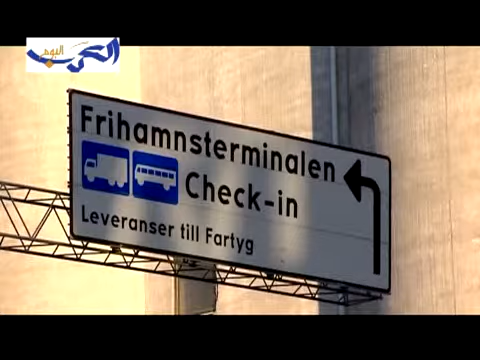 العرب
اليوم
Frihamnsterminalen
Check-in
Leveranser till Fartyg